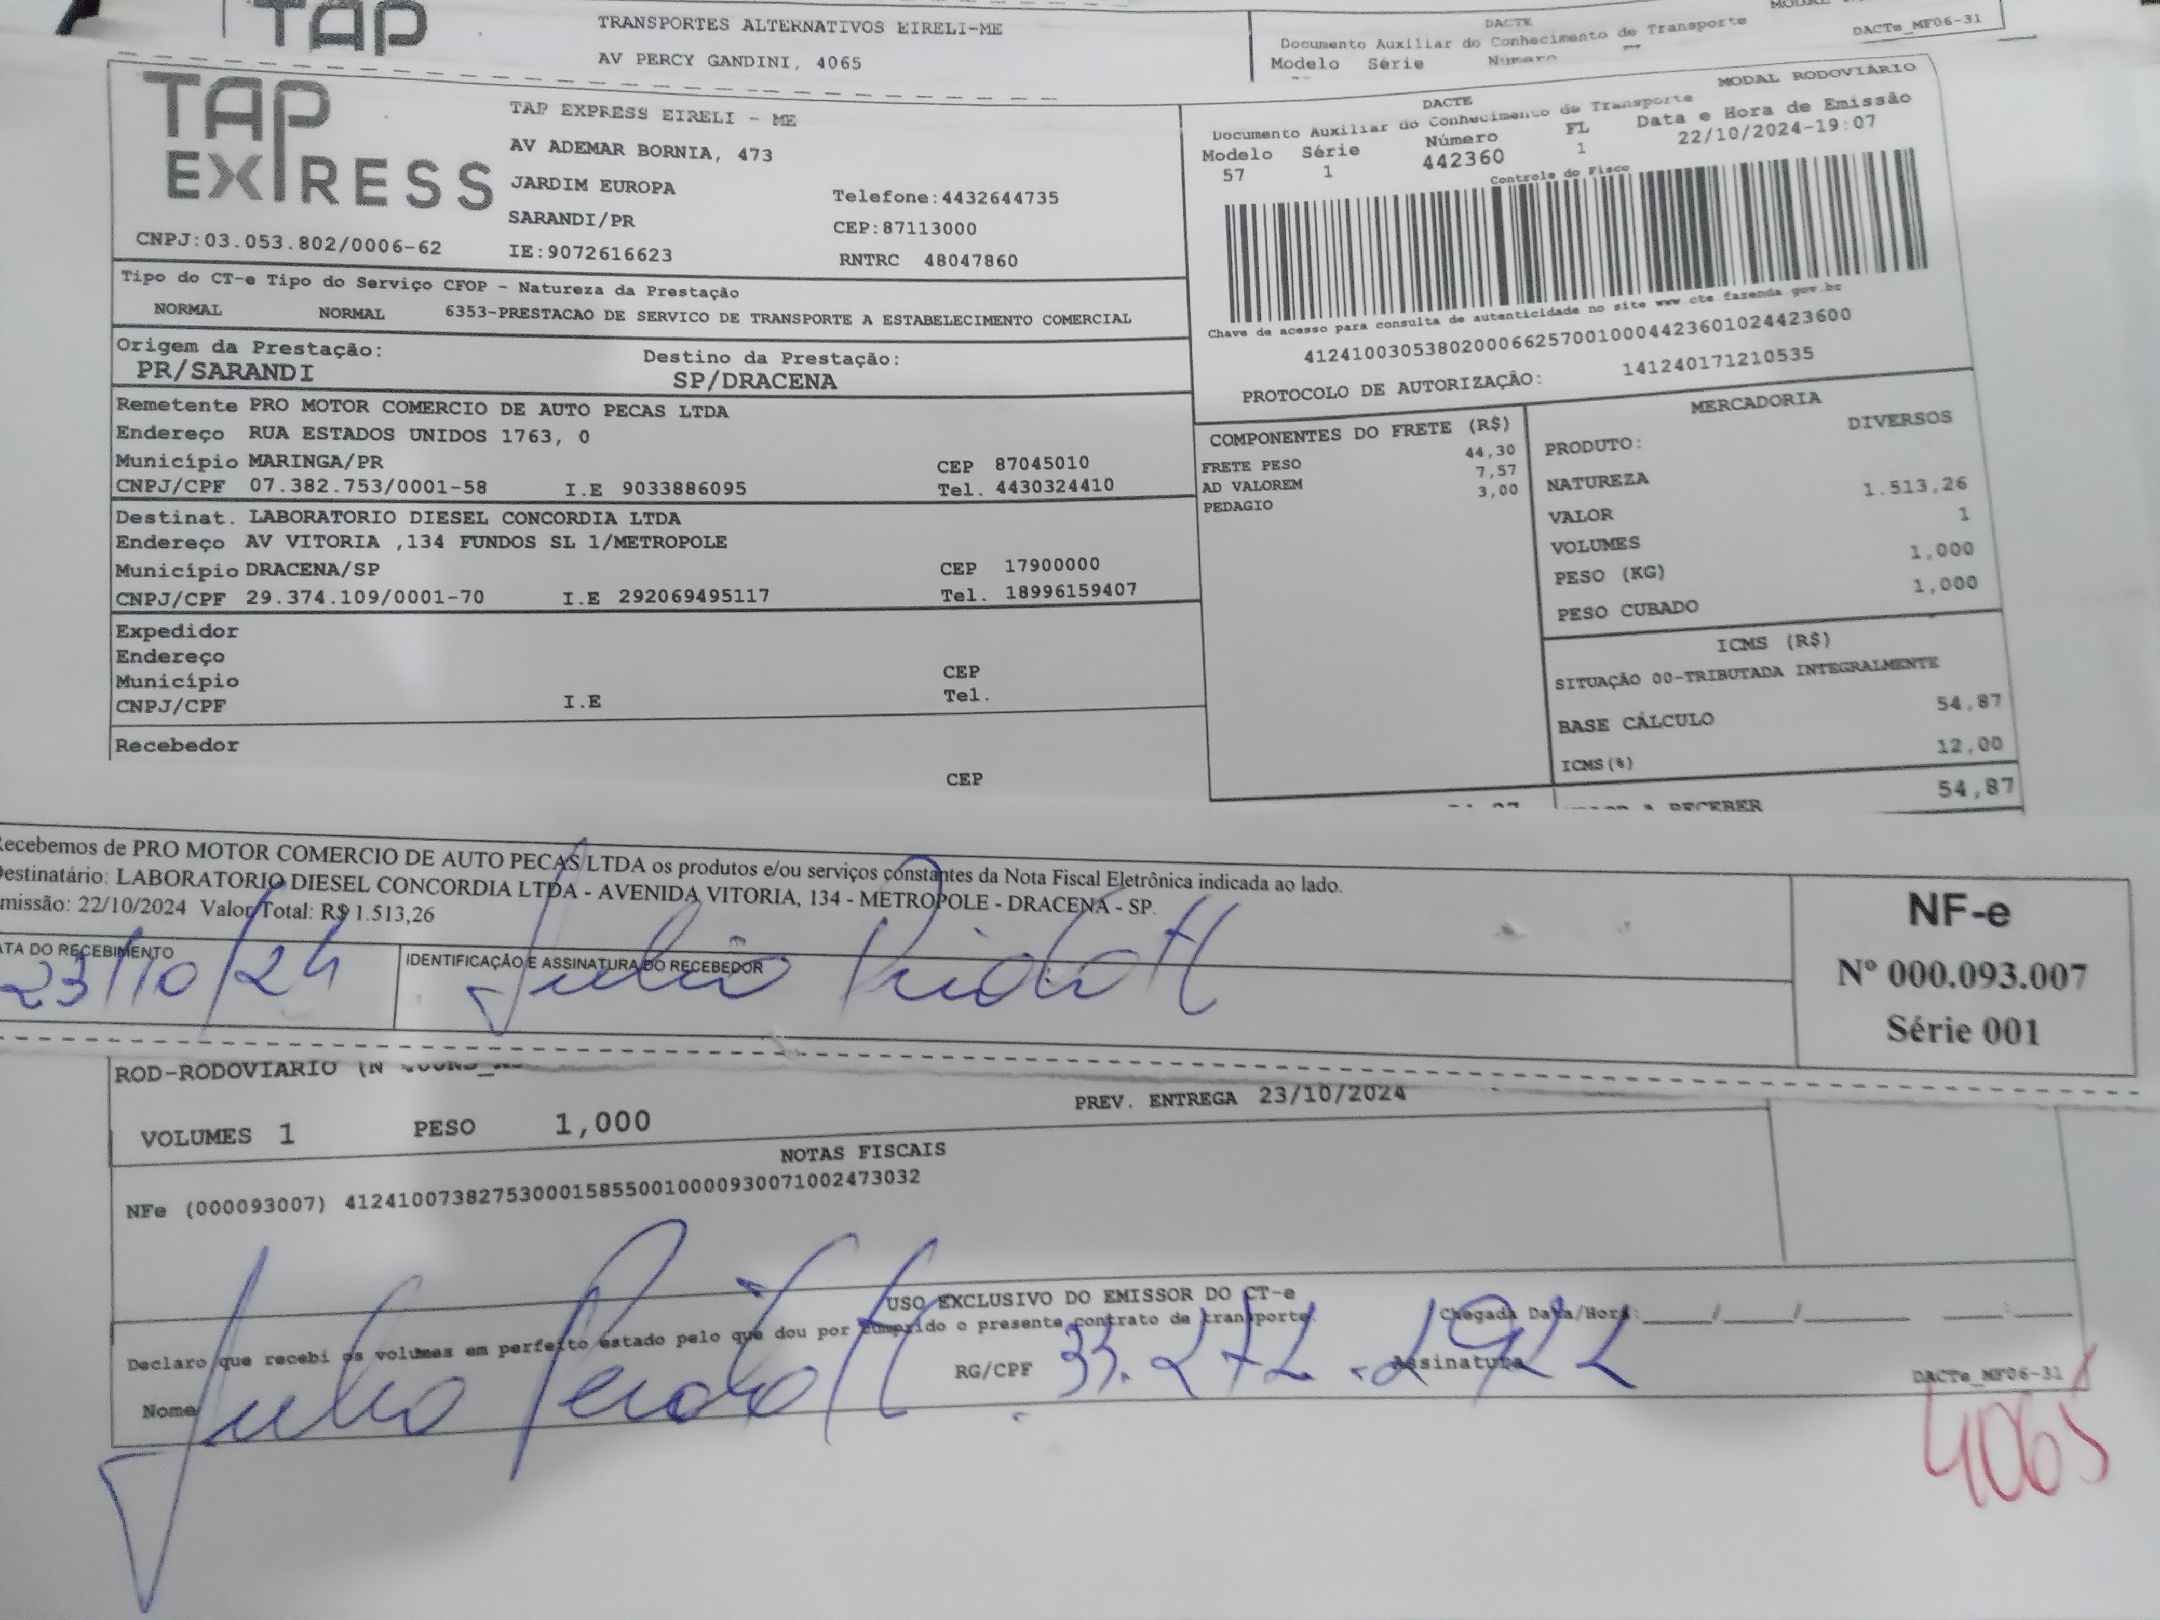 TAP
TRANSPORTES ALTERNATIVOS EIRELI-ME
AV PERCY GANDINI, 4065
DACTE
Documento Auxiliar do Conhecimento de Transporte
Modelo Série Número
DACTe_MF06-31
TAP EXPRESS
CNPJ:03.053.802/0006-62
TAP EXPRESS EIRELI - ME
AV ADEMAR BORNIA, 473
JARDIM EUROPA
SARANDI/PR
IE:9072616623
Telefone:4432644735
CEP:87113000
RNTRC 48047860
DACTE MODAL RODOVIÁRIO
Documento Auxiliar do Conhecimento de Transporte
Modelo Série Número FL Data e Hora de Emissão
57 1 442360 1 22/10/2024-19:07
Controle do Fisco
Chave de acesso para consulta de autenticidade no site www.cte.fazenda.gov.br
41241003053802000662570010004423601024423600
PROTOCOLO DE AUTORIZAÇÃO: 141240171210535
Tipo do CT-e Tipo do Serviço CFOP - Natureza da Prestação
NORMAL NORMAL 6353-PRESTACAO DE SERVICO DE TRANSPORTE A ESTABELECIMENTO COMERCIAL
Origem da Prestação: Destino da Prestação:
PR/SARANDI SP/DRACENA
Remetente PRO MOTOR COMERCIO DE AUTO PECAS LTDA
Endereço RUA ESTADOS UNIDOS 1763, 0
Município MARINGA/PR CEP 87045010
CNPJ/CPF 07.382.753/0001-58 I.E 9033886095 Tel. 4430324410
Destinat. LABORATORIO DIESEL CONCORDIA LTDA
Endereço AV VITORIA ,134 FUNDOS SL 1/METROPOLE
Município DRACENA/SP CEP 17900000
CNPJ/CPF 29.374.109/0001-70 I.E 292069495117 Tel. 18996159407
Expedidor
Endereço
Município CEP
CNPJ/CPF I.E Tel.
Recebedor
CEP
COMPONENTES DO FRETE (R$)
FRETE PESO 44,30
AD VALOREM 7,57
PEDAGIO 3,00
MERCADORIA
PRODUTO: DIVERSOS
NATUREZA
VALOR 1.513,26
VOLUMES 1
PESO (KG) 1,000
PESO CUBADO 1,000
ICMS (R$)
SITUAÇÃO 00-TRIBUTADA INTEGRALMENTE
BASE CÁLCULO 54,87
ICMS(%) 12,00
A RECEBER 54,87
Recebemos de PRO MOTOR COMERCIO DE AUTO PECAS LTDA os produtos e/ou serviços constantes da Nota Fiscal Eletrônica indicada ao lado.
Destinatário: LABORATORIO DIESEL CONCORDIA LTDA - AVENIDA VITORIA, 134 - METROPOLE - DRACENA - SP.
missão: 22/10/2024 Valor Total: R$ 1.513,26
ATA DO RECEBIMENTO
23/10/24
IDENTIFICAÇÃO E ASSINATURA DO RECEBEDOR
Julio
NF-e
Nº 000.093.007
Série 001
ROD-RODOVIARIO
VOLUMES 1 PESO 1,000 PREV. ENTREGA 23/10/2024
NOTAS FISCAIS
NFe (000093007) 41241007382753000158550010000930071002473032
USO EXCLUSIVO DO EMISSOR DO CT-e
Declaro que recebi os volumes em perfeito estado pelo que dou por cumprido o presente contrato de transporte. Chegada Data/Hora:
Nome Julio RG/CPF Assinatura
DACTe_MF06-31
4065